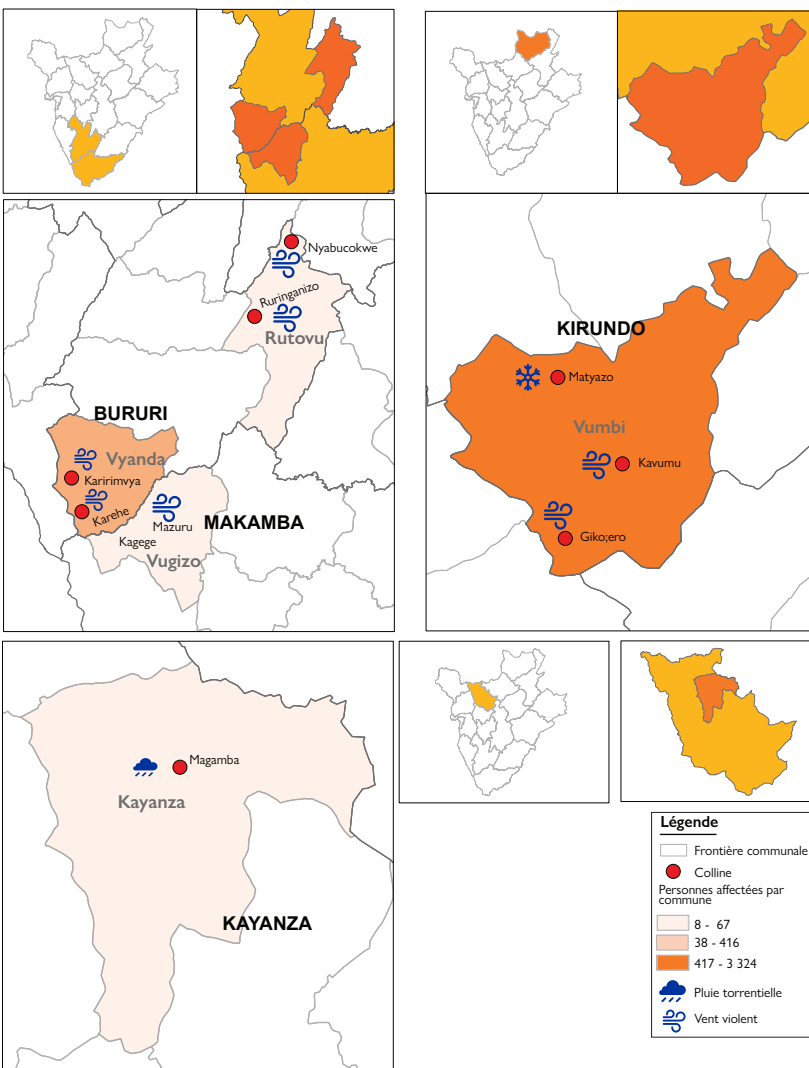 Nyabucokwe
Ruringanizo
Rutovu
BURURI
Vyanda
Karirimvya
Karehe
Mazuru
MAKAMBA
Kagege
Vugizo
KIRUNDO
Matyazo
Vumbi
Kavumu
Giko;ero
Magamba
Kayanza
KAYANZA
Légende
Frontière communale
Colline
Personnes affectées par
commune
8 - 67
38 - 416
417 - 3 324
Pluie torrentielle
Vent violent